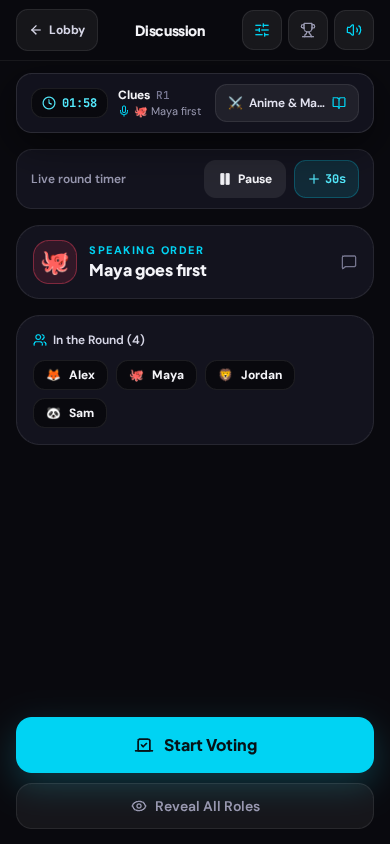 Lobby
Discussion
01:58
Clues R1
Maya first
Anime & Ma...
Live round timer
Pause
30s
SPEAKING ORDER
Maya goes first
In the Round (4)
Alex
Maya
Jordan
Sam
Start Voting
Reveal All Roles